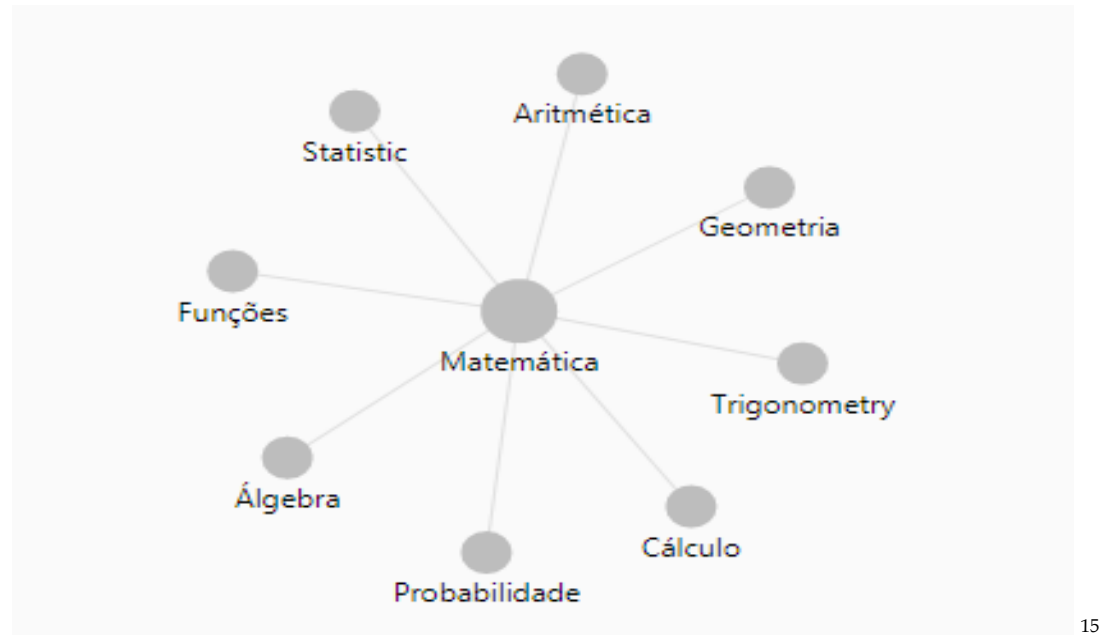 Aritmética
Statistic
Geometria
Funções
Matemática
Trigonometry
Álgebra
Cálculo
Probabilidade
15